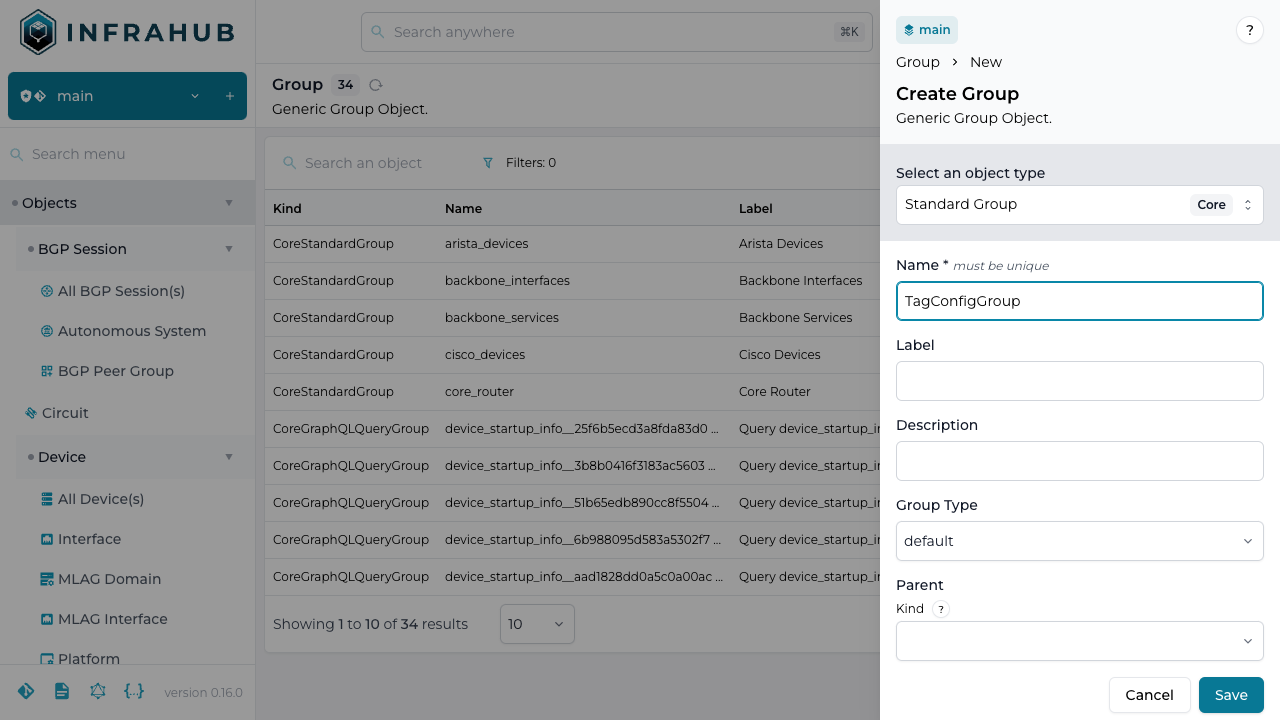 INFRAHUB
main
+
Search menu
Objects
BGP Session
All BGP Session(s)
Autonomous System
BGP Peer Group
Circuit
Device
All Device(s)
Interface
MLAG Domain
MLAG Interface
Platform
version 0.16.0
Search anywhere
⌘K
Group 34
Generic Group Object.
Search an object
Filters: 0
Kind Name Label
CoreStandardGroup arista_devices Arista Devices
CoreStandardGroup backbone_interfaces Backbone Interfaces
CoreStandardGroup backbone_services Backbone Services
CoreStandardGroup cisco_devices Cisco Devices
CoreStandardGroup core_router Core Router
CoreGraphQLQueryGroup device_startup_info__25f6b5ecd3a8fda83d0 ... Query device_startup_i
CoreGraphQLQueryGroup device_startup_info__3b8b0416f3183ac5603 ... Query device_startup_i
CoreGraphQLQueryGroup device_startup_info__51b65edb890cc8f5504 ... Query device_startup_i
CoreGraphQLQueryGroup device_startup_info__6b988095d583a5302f7 ... Query device_startup_i
CoreGraphQLQueryGroup device_startup_info__aad1828dd0a5c0a00ac ... Query device_startup_i
Showing 1 to 10 of 34 results
10
main
?
Group > New
Create Group
Generic Group Object.
Select an object type
Standard Group Core
Name * must be unique
TagConfigGroup
Label
Description
Group Type
default
Parent
Kind ?
Cancel
Save